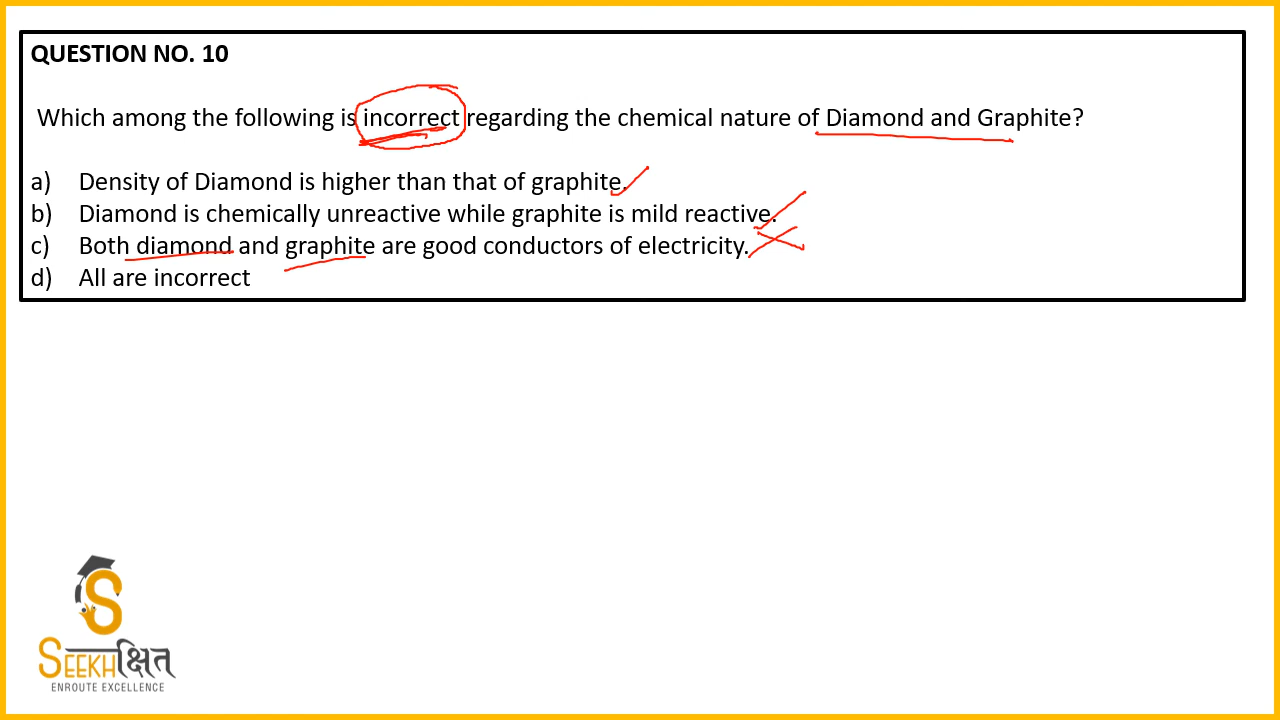 QUESTION NO. 10
Which among the following is incorrect regarding the chemical nature of Diamond and Graphite?
a) Density of Diamond is higher than that of graphite.
b) Diamond is chemically unreactive while graphite is mild reactive.
c) Both diamond and graphite are good conductors of electricity.
d) All are incorrect
S
SEEKHक्षित
ENROUTE EXCELLENCE